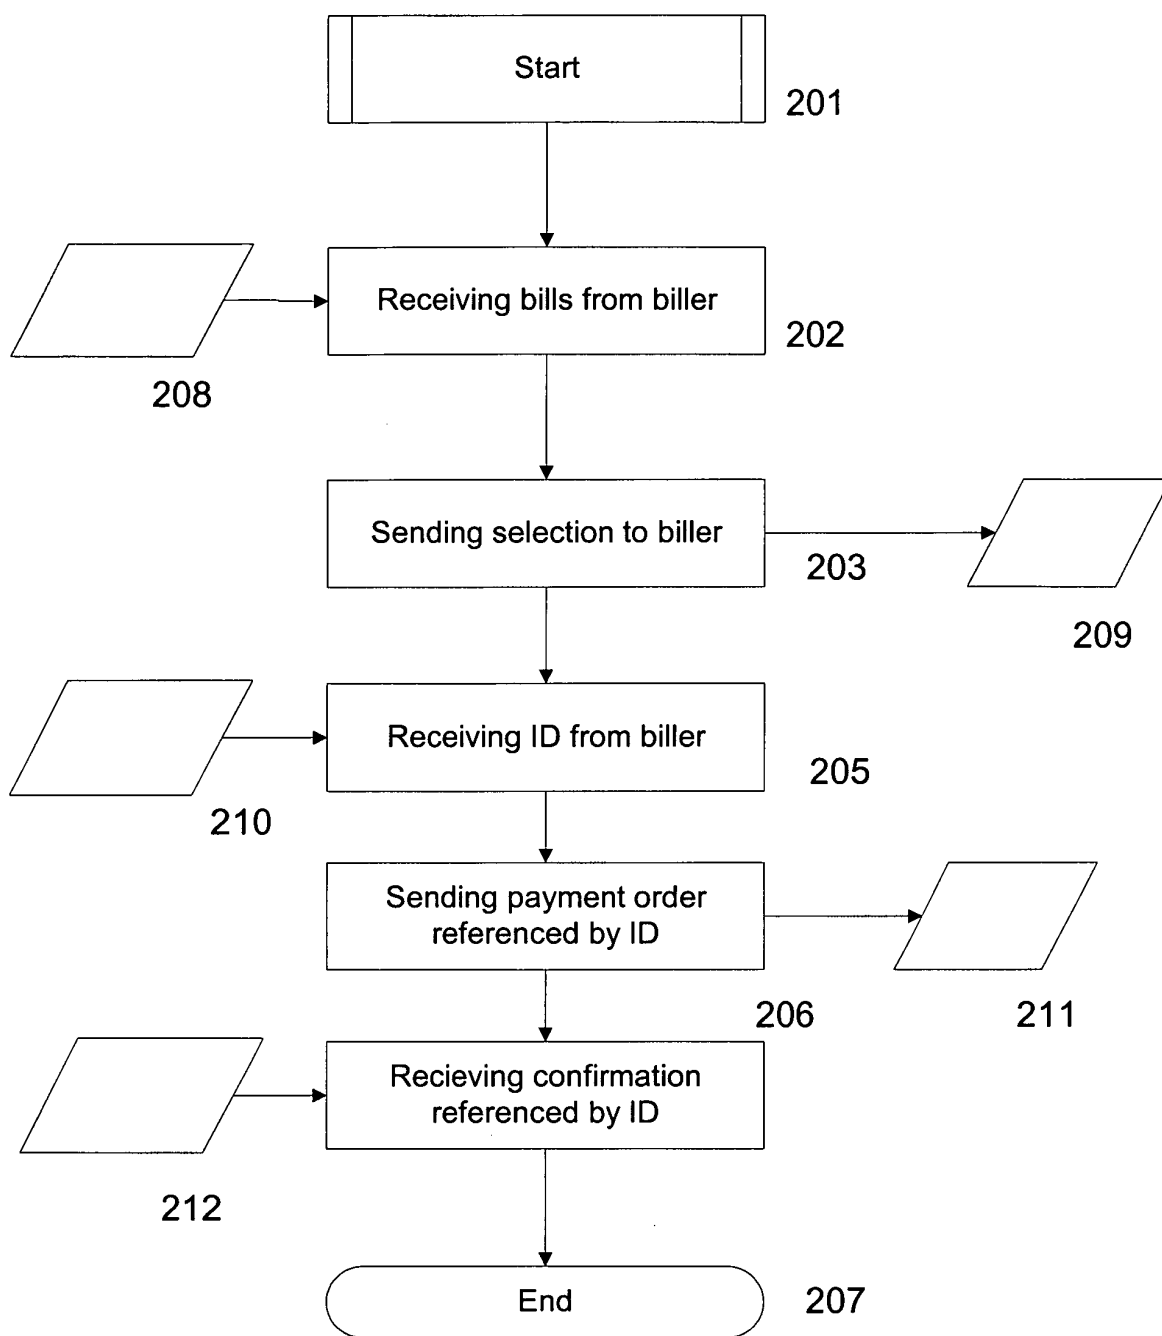 Start
201
Receiving bills from biller
202
208
Sending selection to biller
203
209
Receiving ID from biller
205
210
Sending payment order
referenced by ID
206
211
Recieving confirmation
referenced by ID
212
End
207